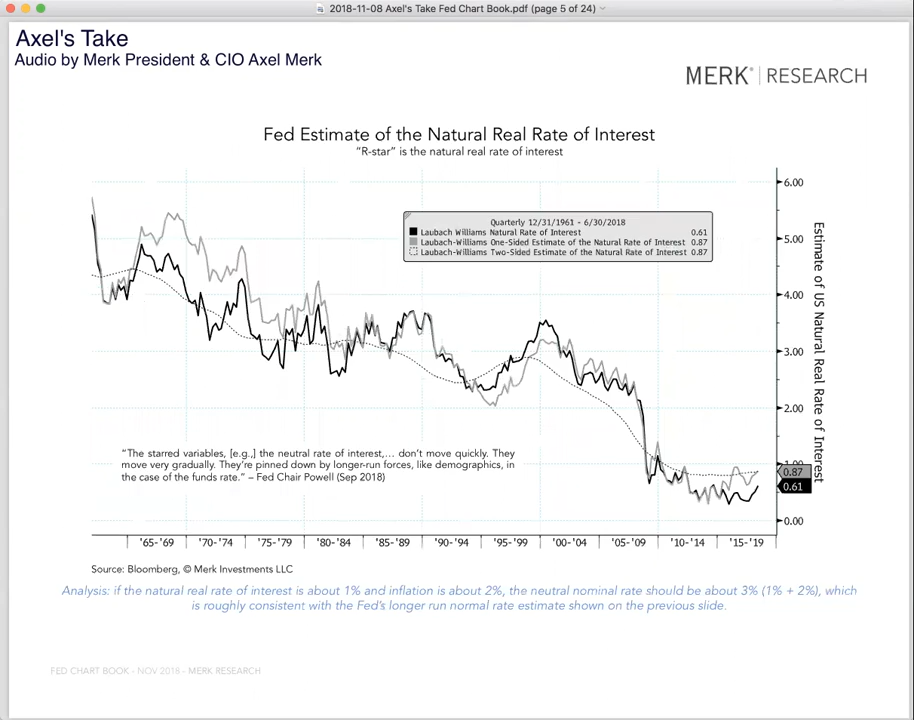 2018-11-08 Axel's Take Fed Chart Book.pdf (page 5 of 24)
Axel's Take
Audio by Merk President & CIO Axel Merk
MERK® | RESEARCH
Fed Estimate of the Natural Real Rate of Interest
"R-star" is the natural real rate of interest
6.00
Quarterly 12/31/1961 - 6/30/2018
Laubach Williams Natural Rate of Interest 0.61
Laubach-Williams One-Sided Estimate of the Natural Rate of Interest 0.87
Laubach-Williams Two-Sided Estimate of the Natural Rate of Interest 0.87
5.00
4.00
3.00
2.00
1.00
0.87
0.61
0.00
Estimate of US Natural Real Rate of Interest
"The starred variables, [e.g.,] the neutral rate of interest,... don't move quickly. They
move very gradually. They're pinned down by longer-run forces, like demographics, in
the case of the funds rate." – Fed Chair Powell (Sep 2018)
'65-'69 '70-'74 '75-'79 '80-'84 '85-'89 '90-'94 '95-'99 '00-'04 '05-'09 '10-'14 '15-'19
Source: Bloomberg, © Merk Investments LLC
Analysis: if the natural real rate of interest is about 1% and inflation is about 2%, the neutral nominal rate should be about 3% (1% + 2%), which
is roughly consistent with the Fed's longer run normal rate estimate shown on the previous slide.
FED CHART BOOK - NOV 2018 - MERK RESEARCH